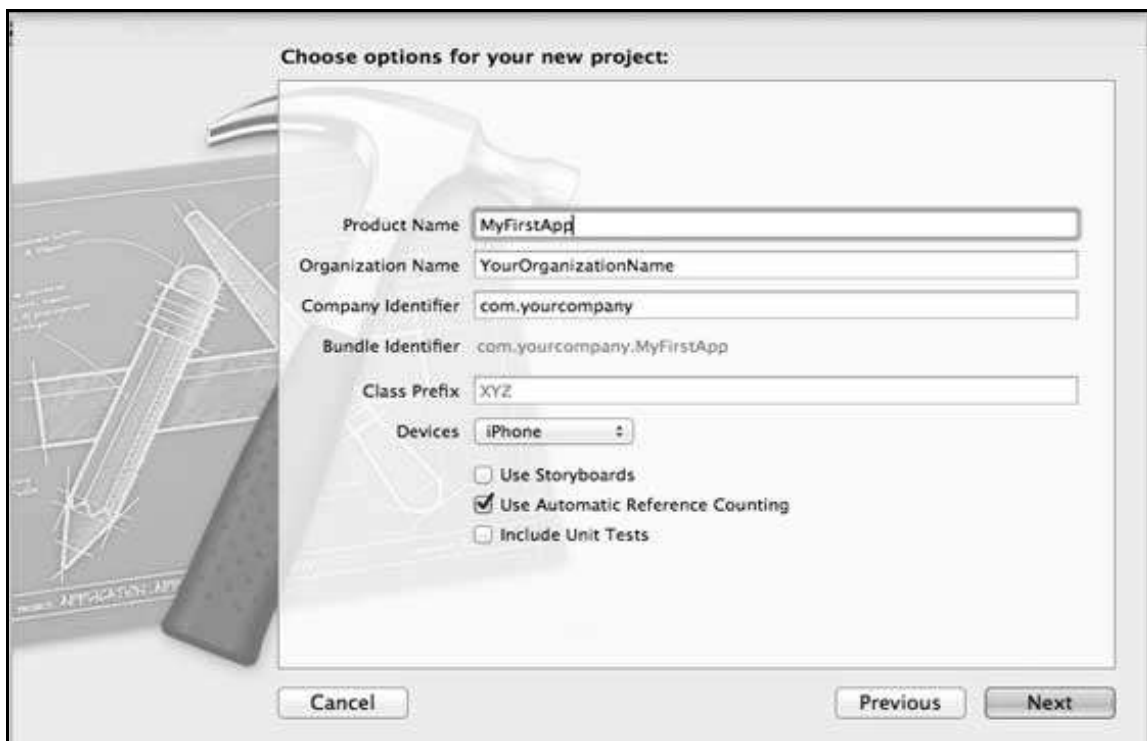 Choose options for your new project:
Product Name MyFirstApp
Organization Name YourOrganizationName
Company Identifier com.yourcompany
Bundle Identifier com.yourcompany.MyFirstApp
Class Prefix XYZ
Devices iPhone
Use Storyboards
Use Automatic Reference Counting
Include Unit Tests
Cancel Previous Next